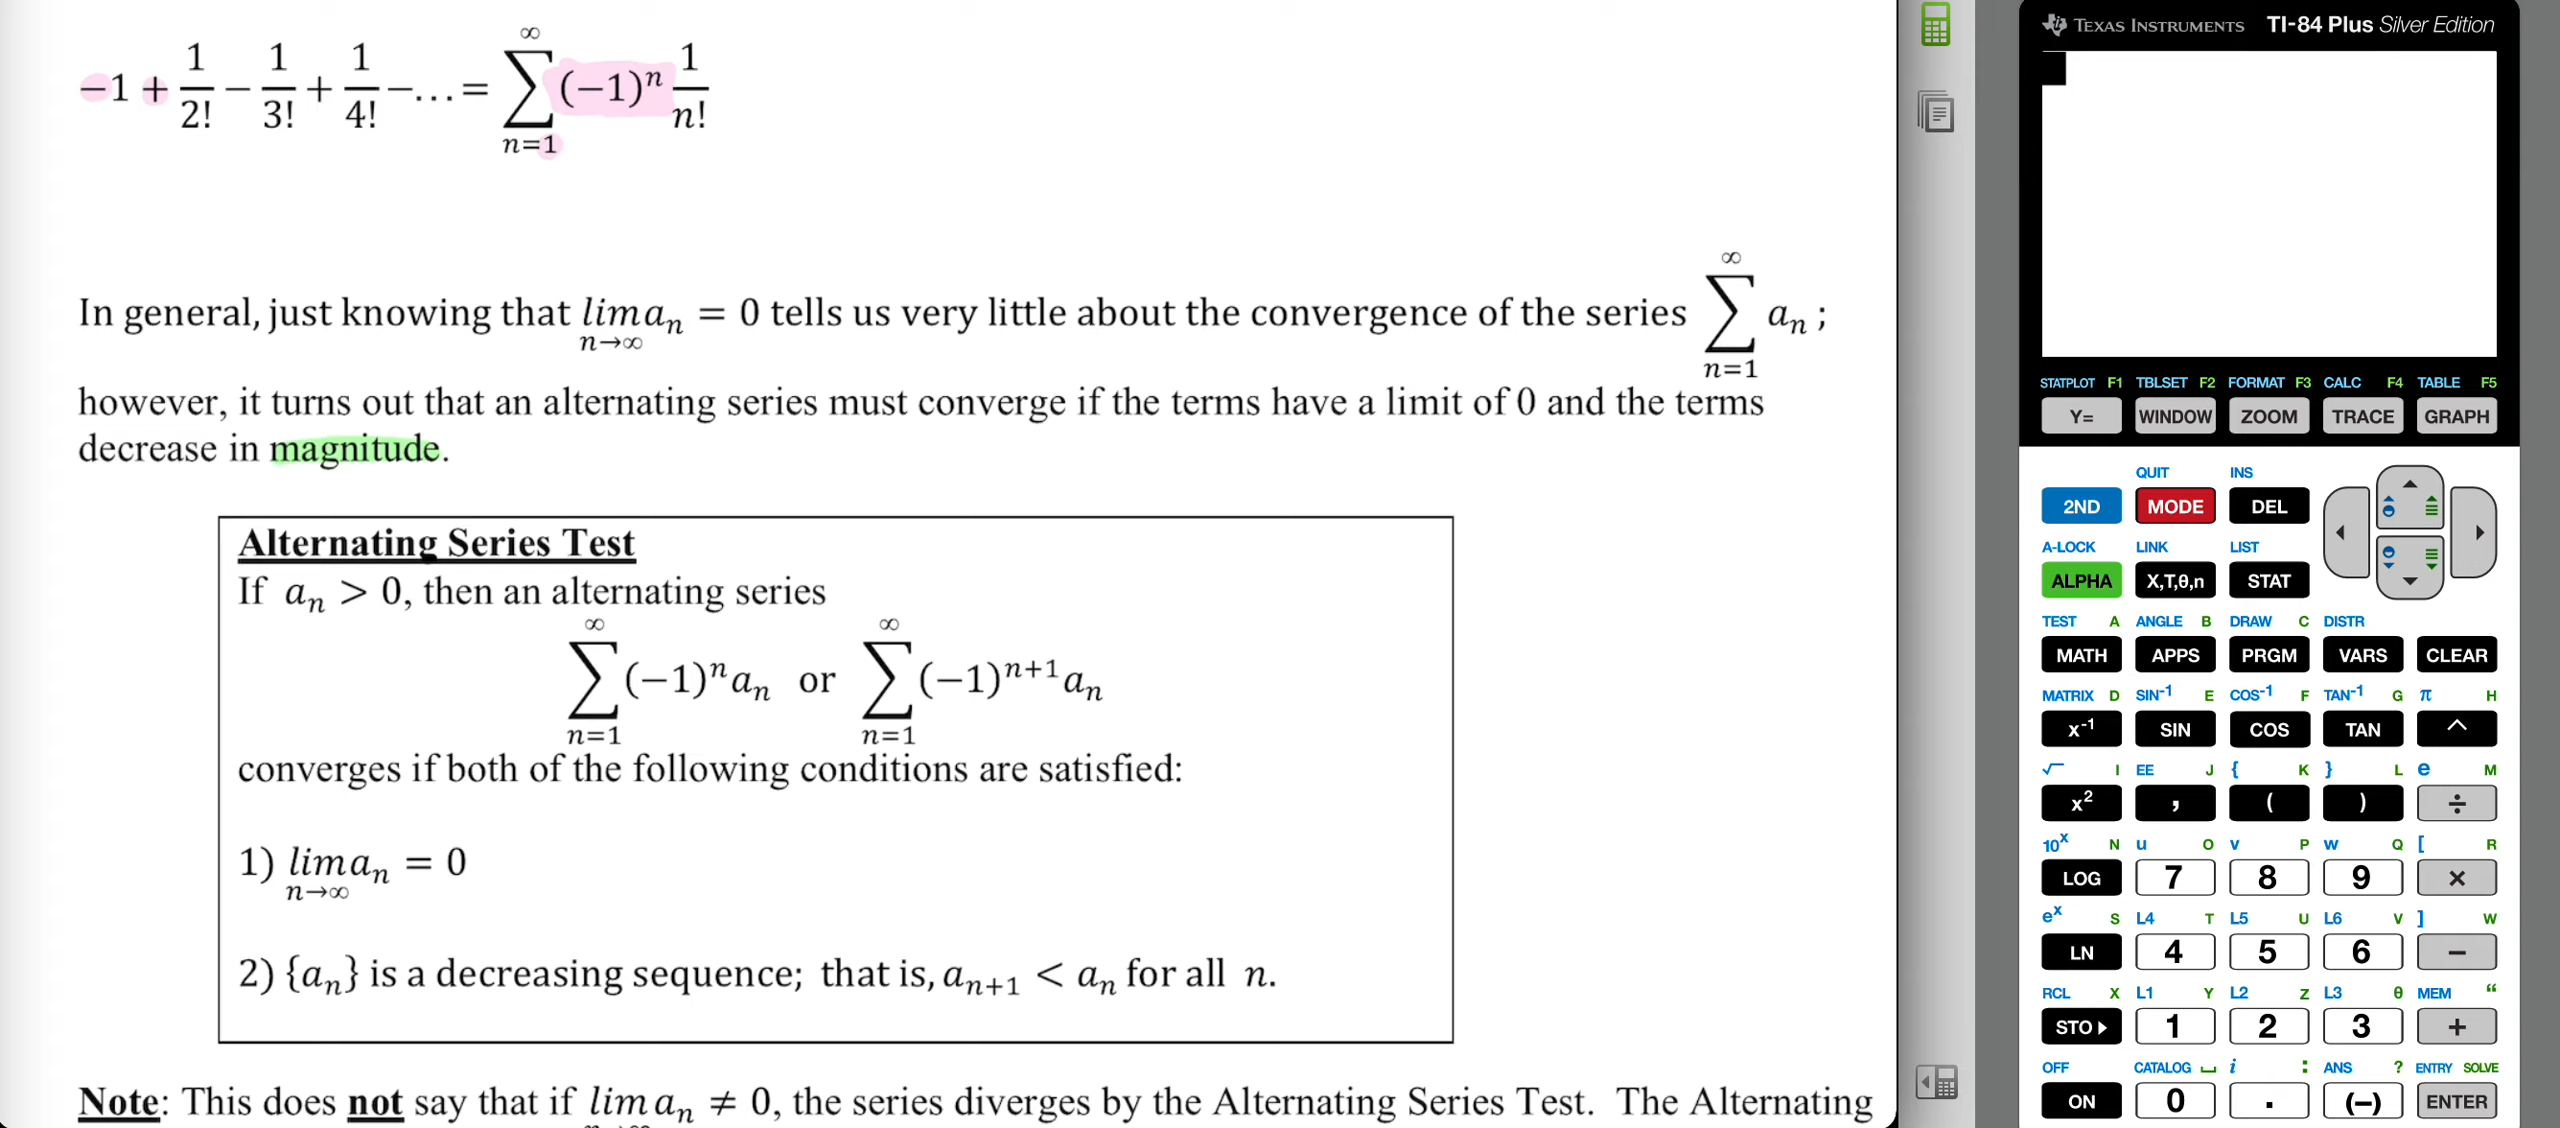 −1 + 1/2! − 1/3! + 1/4! −... = ∑_{n=1}^{∞} (−1)^n 1/n!
In general, just knowing that lim_{n→∞} a_n = 0 tells us very little about the convergence of the series ∑_{n=1}^{∞} a_n ;
however, it turns out that an alternating series must converge if the terms have a limit of 0 and the terms
decrease in magnitude.
Alternating Series Test
If a_n > 0, then an alternating series
∑_{n=1}^{∞} (−1)^n a_n or ∑_{n=1}^{∞} (−1)^{n+1} a_n
converges if both of the following conditions are satisfied:
1) lim_{n→∞} a_n = 0
2) {a_n} is a decreasing sequence; that is, a_{n+1} < a_n for all n.
Note: This does not say that if lim_{n→∞} a_n ≠ 0, the series diverges by the Alternating Series Test. The Alternating
TEXAS INSTRUMENTS TI-84 Plus Silver Edition
STATPLOT F1 TBLSET F2 FORMAT F3 CALC F4 TABLE F5
Y= WINDOW ZOOM TRACE GRAPH
QUIT INS
2ND MODE DEL
A-LOCK LINK LIST
ALPHA X,T,θ,n STAT
TEST A ANGLE B DRAW C DISTR
MATH APPS PRGM VARS CLEAR
MATRIX D SIN⁻¹ E COS⁻¹ F TAN⁻¹ G π H
x⁻¹ SIN COS TAN ^
√ I EE J { K } L e M
x² , ( ) ÷
10ˣ N u O v P w Q [ R
LOG 7 8 9 ×
eˣ S L4 T L5 U L6 V ] W
LN 4 5 6 −
RCL X L1 Y L2 Z L3 θ MEM “
STO▶ 1 2 3 +
OFF CATALOG ⎵ i : ANS ? ENTRY SOLVE
ON 0 . (−) ENTER